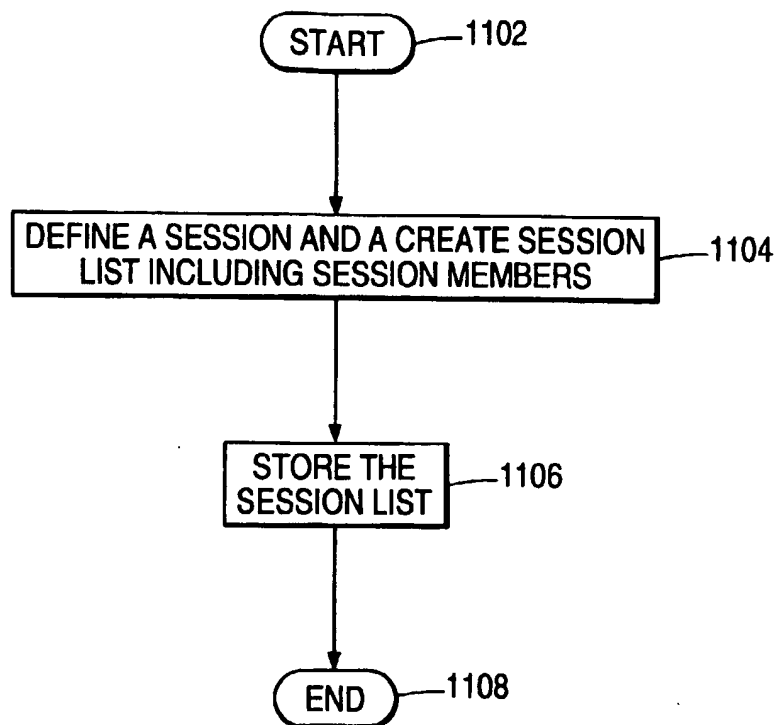 START
1102
DEFINE A SESSION AND A CREATE SESSION
LIST INCLUDING SESSION MEMBERS
1104
STORE THE
SESSION LIST
1106
END
1108